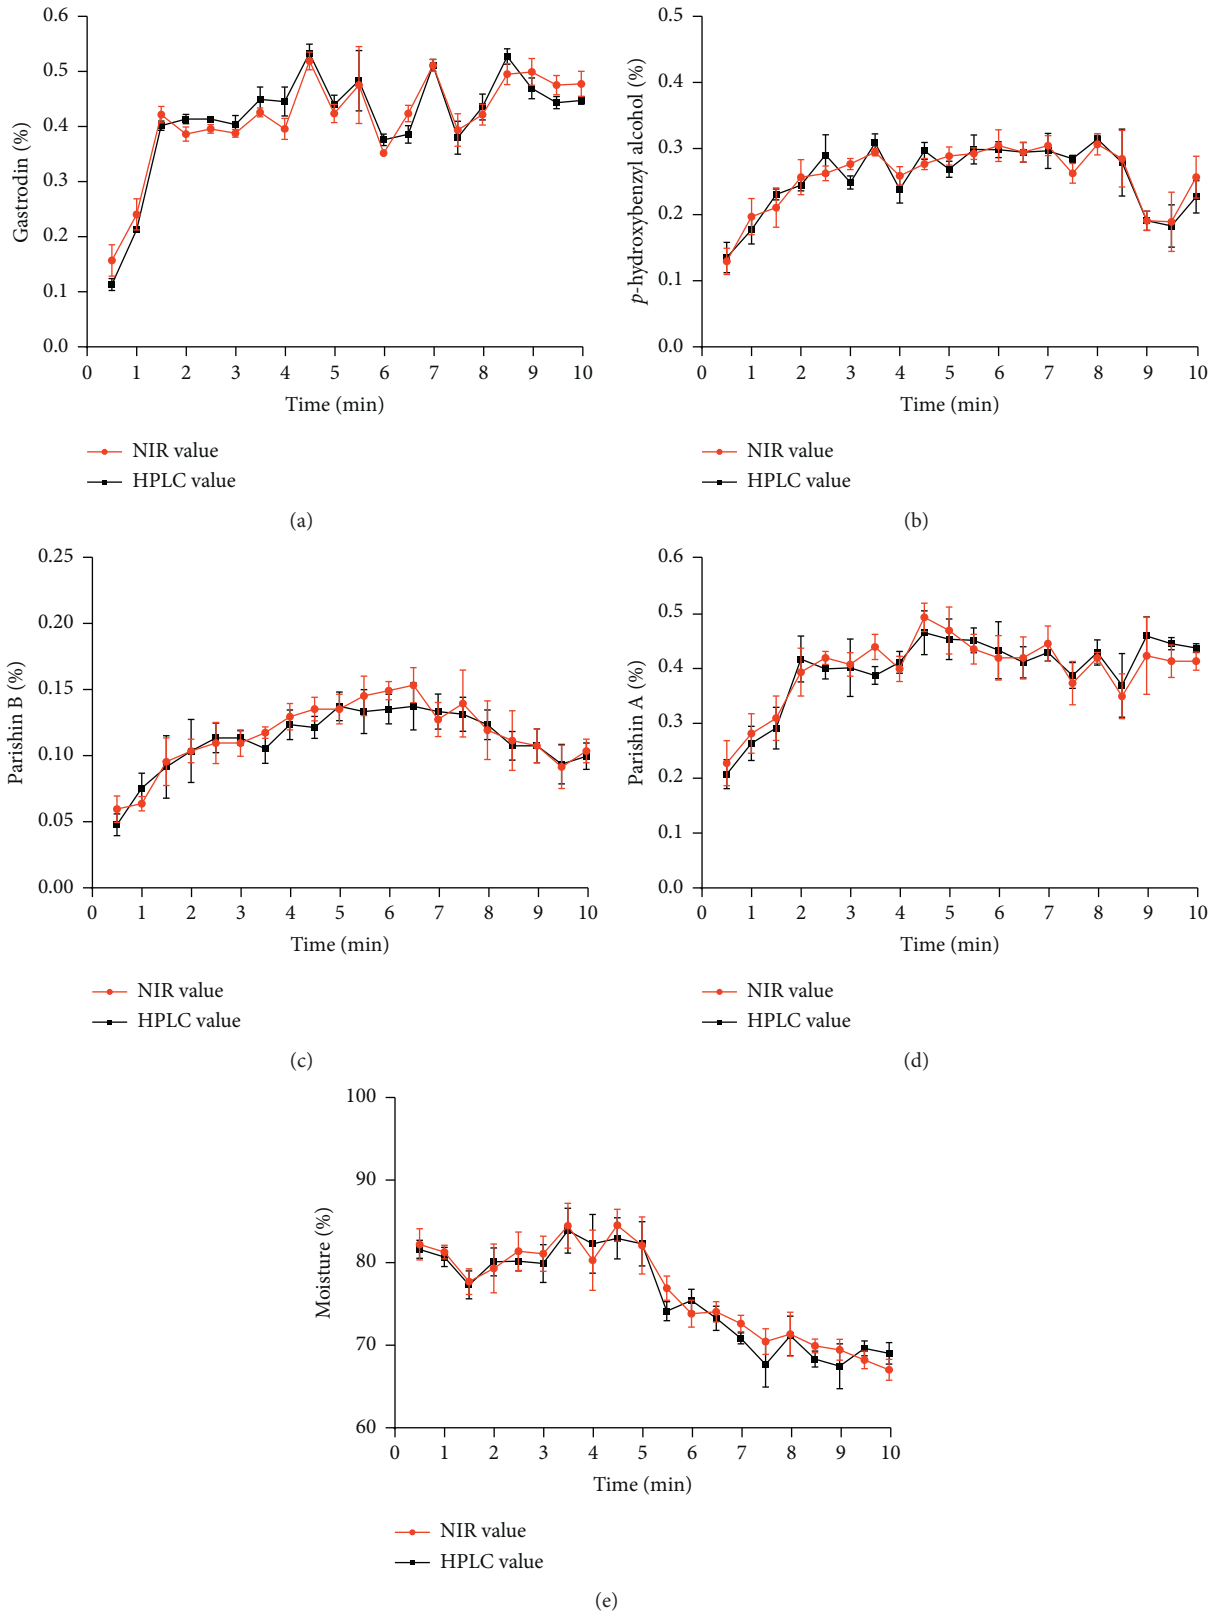 Gastrodin (%)
0.6
0.5
0.4
0.3
0.2
0.1
0.0
0 1 2 3 4 5 6 7 8 9 10
Time (min)
NIR value
HPLC value
(a)
p-hydroxybenzyl alcohol (%)
0.5
0.4
0.3
0.2
0.1
0.0
0 1 2 3 4 5 6 7 8 9 10
Time (min)
NIR value
HPLC value
(b)
Parishin B (%)
0.25
0.20
0.15
0.10
0.05
0.00
0 1 2 3 4 5 6 7 8 9 10
Time (min)
NIR value
HPLC value
(c)
Parishin A (%)
0.6
0.5
0.4
0.3
0.2
0.1
0.0
0 1 2 3 4 5 6 7 8 9 10
Time (min)
NIR value
HPLC value
(d)
Moisture (%)
100
90
80
70
60
0 1 2 3 4 5 6 7 8 9 10
Time (min)
NIR value
HPLC value
(e)